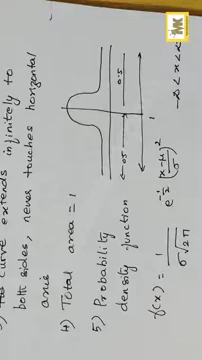 3) The curve extends infinitely to
both sides, never touches horizontal
axis
4) Total area = 1
0.5 0.5
1
5) Probability
density function
f(x) = 1/(σ√2π) e^(-1/2 (x-μ/σ)^2) -∞ < x < ∞